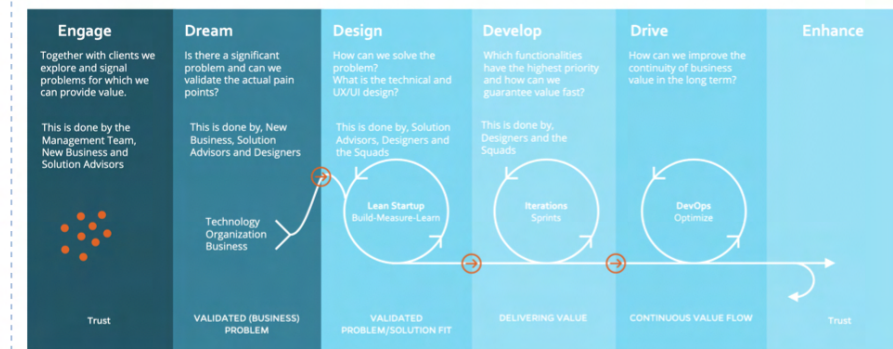 Engage
Together with clients we
explore and signal
problems for which we
can provide value.
This is done by the
Management Team,
New Business and
Solution Advisors
Trust
Dream
Is there a significant
problem and can we
validate the actual pain
points?
This is done by, New
Business, Solution
Advisors and Designers
Technology
Organization
Business
VALIDATED (BUSINESS)
PROBLEM
Design
How can we solve the
problem?
What is the technical and
UX/UI design?
This is done by, Solution
Advisors, Designers and
the Squads
Lean Startup
Build-Measure-Learn
VALIDATED
PROBLEM/SOLUTION FIT
Develop
Which functionalities
have the highest priority
and how can we
guarantee value fast?
This is done by,
Designers and the
Squads
Iterations
Sprints
DELIVERING VALUE
Drive
How can we improve the
continuity of business
value in the long term?
DevOps
Optimize
CONTINUOUS VALUE FLOW
Enhance
Trust